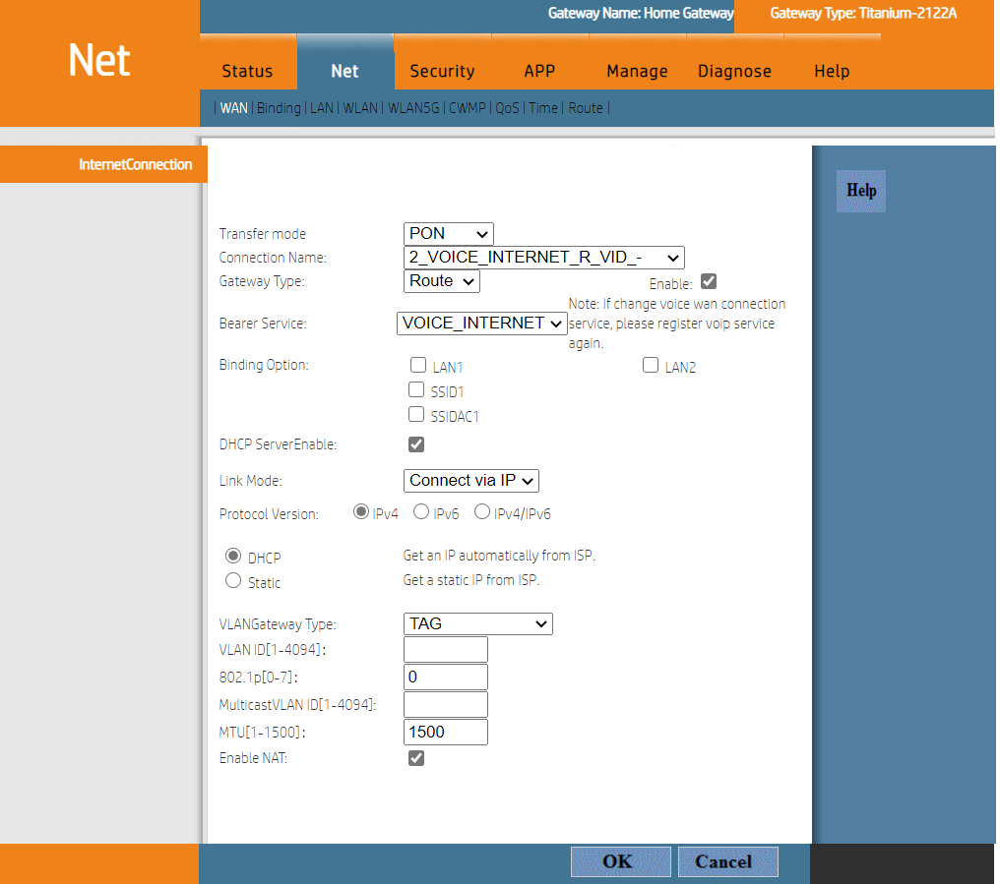 Gateway Name: Home Gateway Gateway Type: Titanium-2122A
Net
Status Net Security APP Manage Diagnose Help
| WAN | Binding | LAN | WLAN | WLAN5G | CWMP | QoS | Time | Route |
InternetConnection
Help
Transfer mode PON
Connection Name: 2_VOICE_INTERNET_R_VID_-
Gateway Type: Route Enable:
Bearer Service: VOICE_INTERNET
Note: If change voice wan connection
service, please register voip service
again.
Binding Option: LAN1 LAN2
SSID1
SSIDAC1
DHCP ServerEnable:
Link Mode: Connect via IP
Protocol Version: IPv4 IPv6 IPv4/IPv6
DHCP Get an IP automatically from ISP.
Static Get a static IP from ISP.
VLANGateway Type: TAG
VLAN ID[1-4094]:
802.1p[0-7]: 0
MulticastVLAN ID[1-4094]:
MTU[1-1500]: 1500
Enable NAT:
OK Cancel